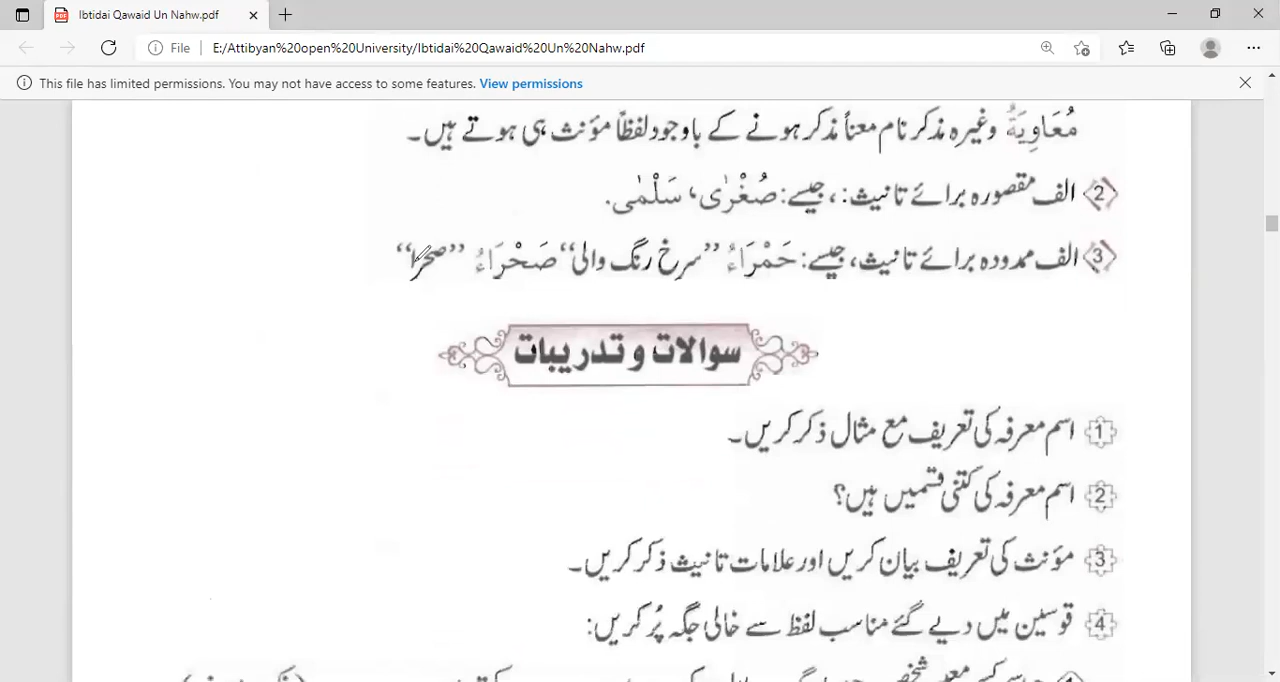 Ibtidai Qawaid Un Nahw.pdf
File | E:/Attibyan%20open%20University/Ibtidai%20Qawaid%20Un%20Nahw.pdf
This file has limited permissions. You may not have access to some features. View permissions
مُعَاوِيَةُ وغیرہ مذکر نام معناً مذکر ہونے کے باوجود لفظاً مؤنث ہی ہوتے ہیں۔
2 الف مقصورہ برائے تانیث:، جیسے: صُغْرٰى، سَلْمٰى.
3 الف ممدودہ برائے تانیث، جیسے: حَمْرَاءُ ”سرخ رنگ والی“ صَحْرَاءُ ”صحرا“
سوالات و تدریبات
1 اسم معرفہ کی تعریف مع مثال ذکر کریں۔
2 اسم معرفہ کی کتنی قسمیں ہیں؟
3 مؤنث کی تعریف بیان کریں اور علامات تانیث ذکر کریں۔
4 قوسین میں دیے گئے مناسب لفظ سے خالی جگہ پُر کریں: